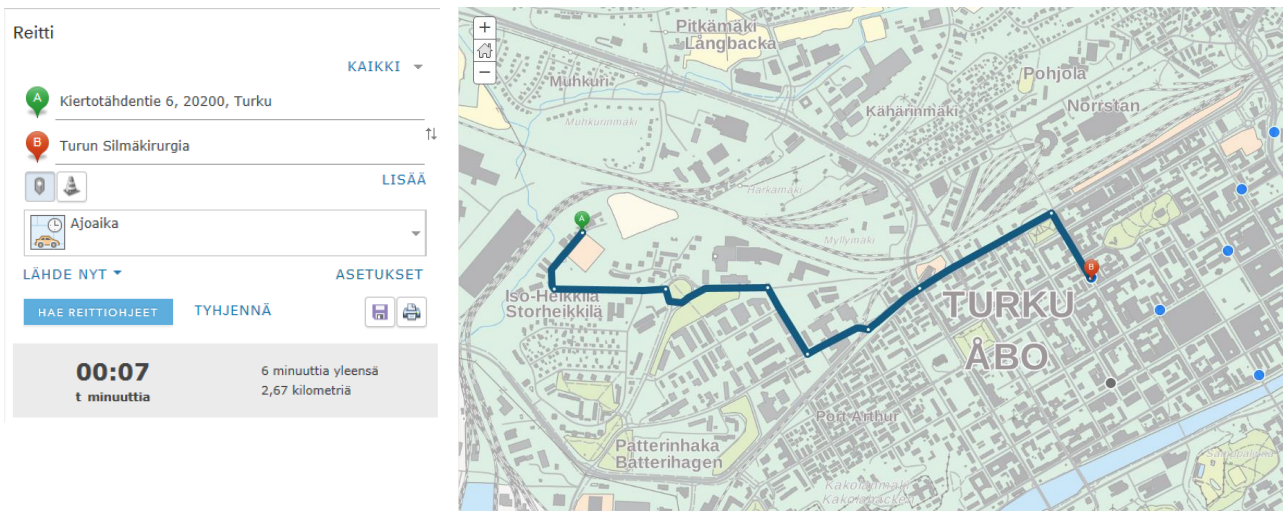 Reitti
KAIKKI
A
Kiertotähdentie 6, 20200, Turku
B
Turun Silmäkirurgia
LISÄÄ
Ajoaika
LÄHDE NYT
ASETUKSET
HAE REITTIOHJEET
TYHJENNÄ
00:07
t minuuttia
6 minuuttia yleensä
2,67 kilometriä
+
−
Pitkämäki
Långbacka
Muhkuri
Muhkurinmäki
Pohjola
Norrstan
Kähärinmäki
Harkamäki
Myllymäki
A
B
Iso-Heikkilä
Storheikkilä
TURKU
ÅBO
Port Arthur
Patterinhaka
Batterihagen
Kakolanmäki
Kakolabacken